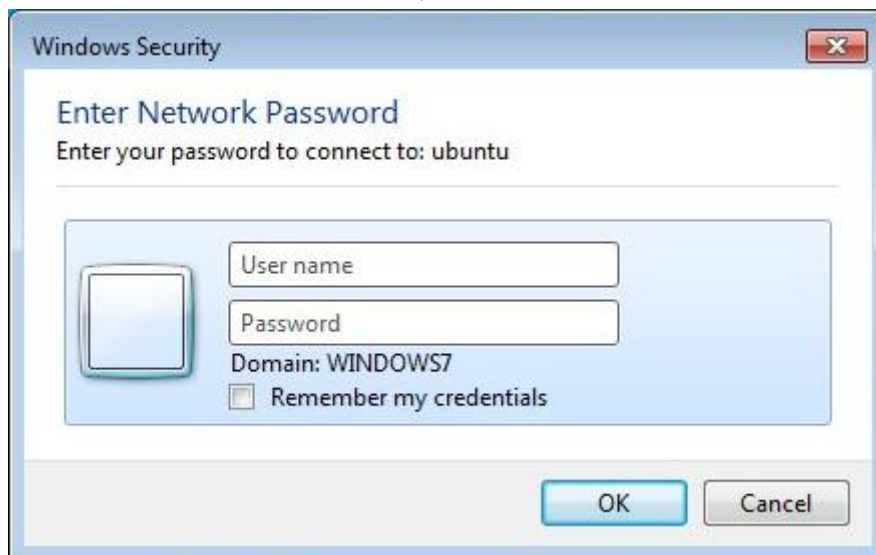 Windows Security
Enter Network Password
Enter your password to connect to: ubuntu
User name
Password
Domain: WINDOWS7
Remember my credentials
OK
Cancel